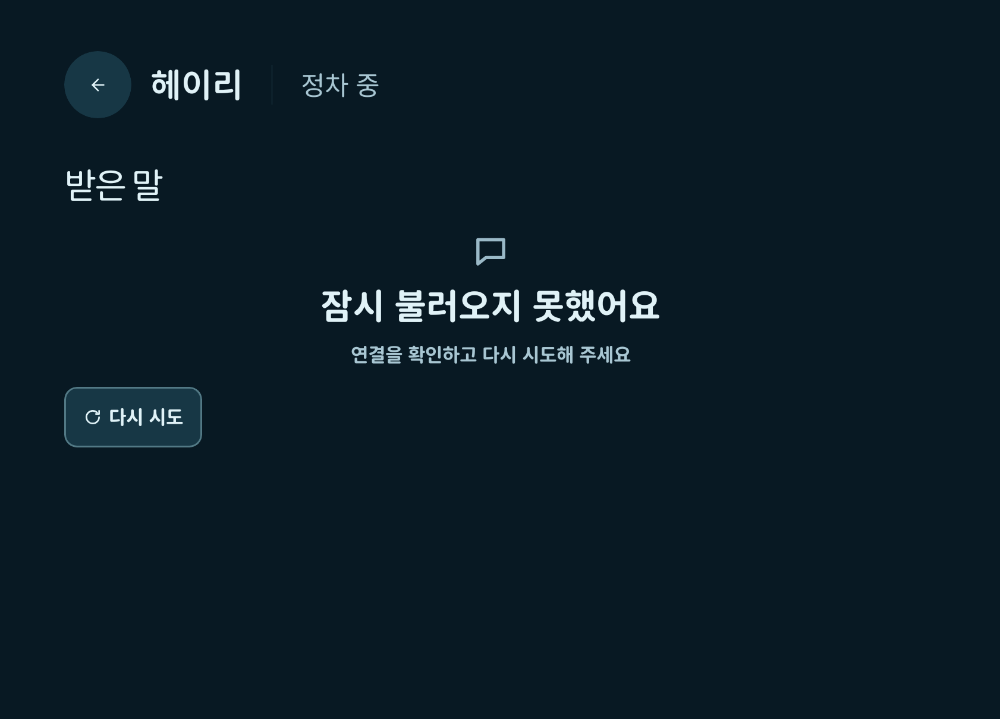 헤이리
정차 중
받은 말
잠시 불러오지 못했어요
연결을 확인하고 다시 시도해 주세요
다시 시도